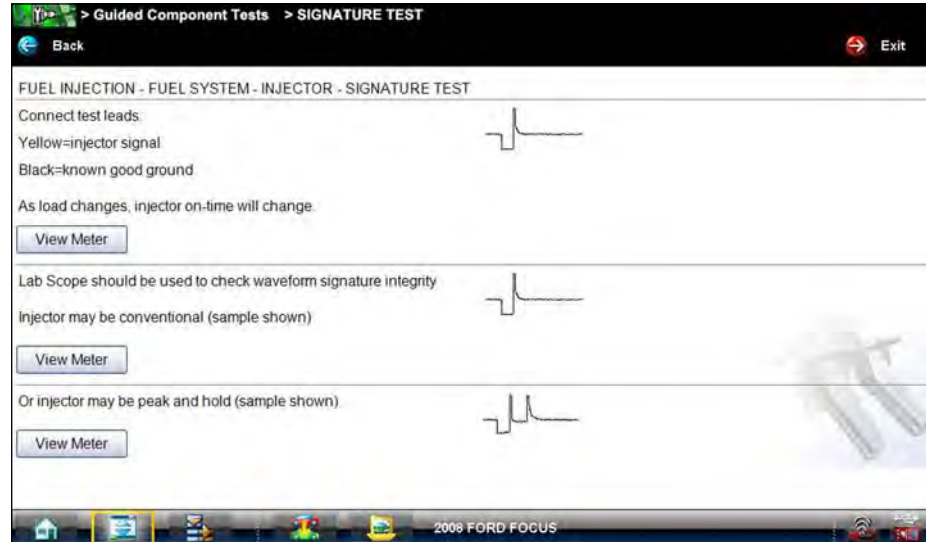 > Guided Component Tests > SIGNATURE TEST
Back
Exit
FUEL INJECTION - FUEL SYSTEM - INJECTOR - SIGNATURE TEST
Connect test leads:
Yellow=injector signal
Black=known good ground
As load changes, injector on-time will change.
View Meter
Lab Scope should be used to check waveform signature integrity
Injector may be conventional (sample shown)
View Meter
Or injector may be peak and hold (sample shown)
View Meter
2008 FORD FOCUS